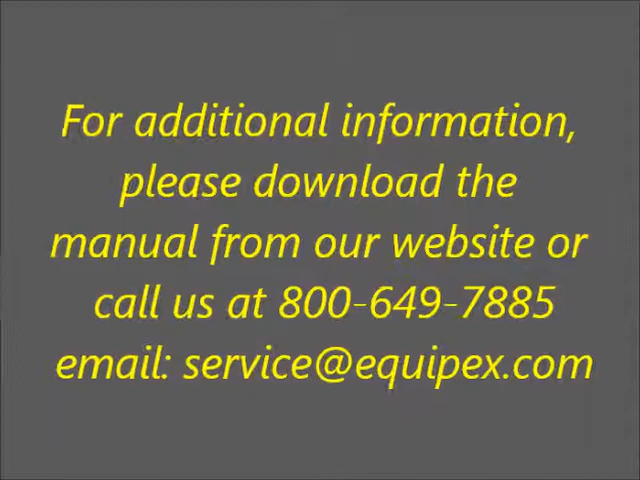 For additional information,
please download the
manual from our website or
call us at 800-649-7885
email: service@equipex.com